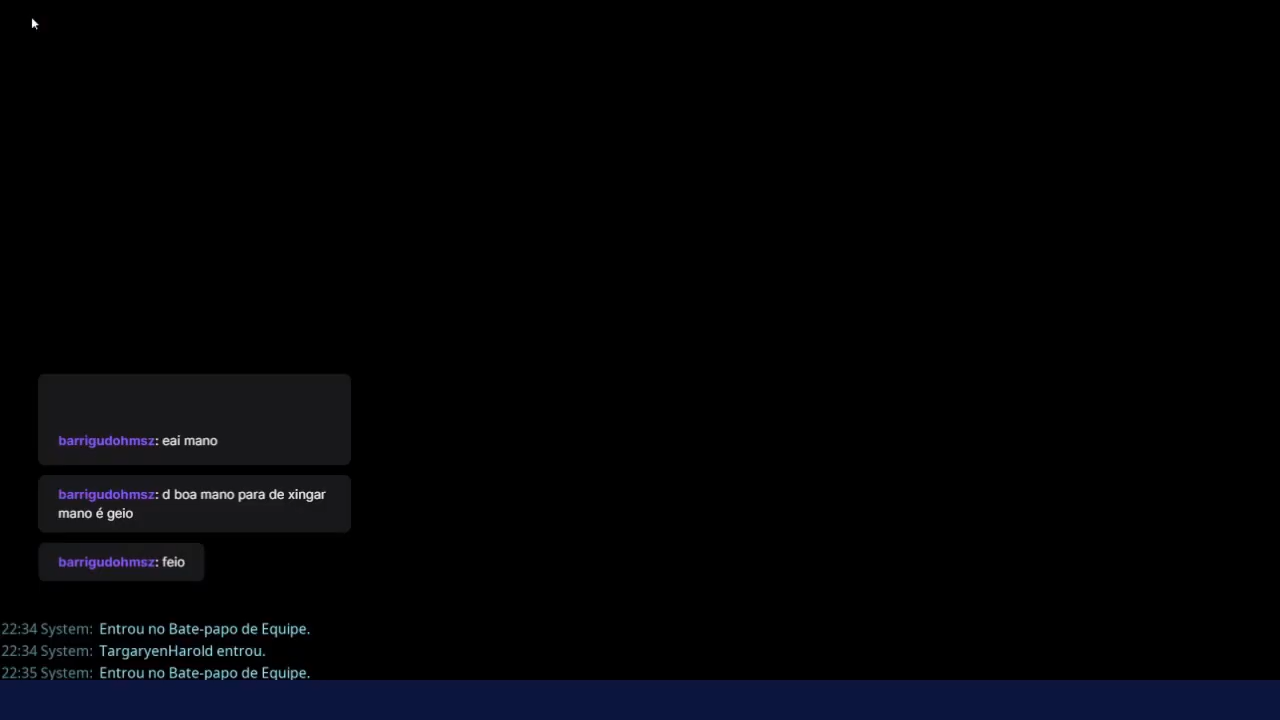 barrigudohmsz: eai mano
barrigudohmsz: d boa mano para de xingar
mano é geio
barrigudohmsz: feio
22:34 System: Entrou no Bate-papo de Equipe.
22:34 System: TargaryenHarold entrou.
22:35 System: Entrou no Bate-papo de Equipe.